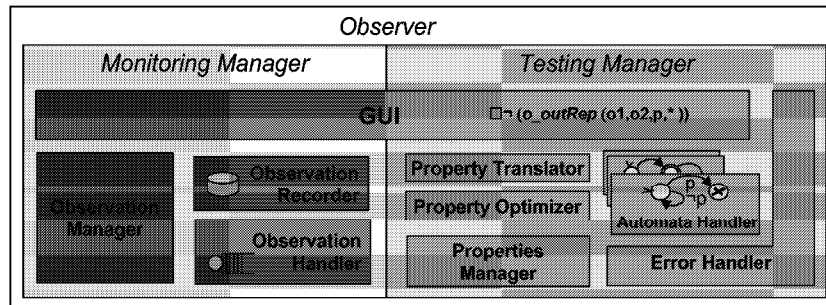 Observer
Monitoring Manager
Testing Manager
GUI
□¬ (o_outRep (o1,o2,p,* ))
Observation
Manager
Observation
Recorder
Observation
Handler
Property Translator
Property Optimizer
Properties
Manager
p
¬p
Automata Handler
Error Handler